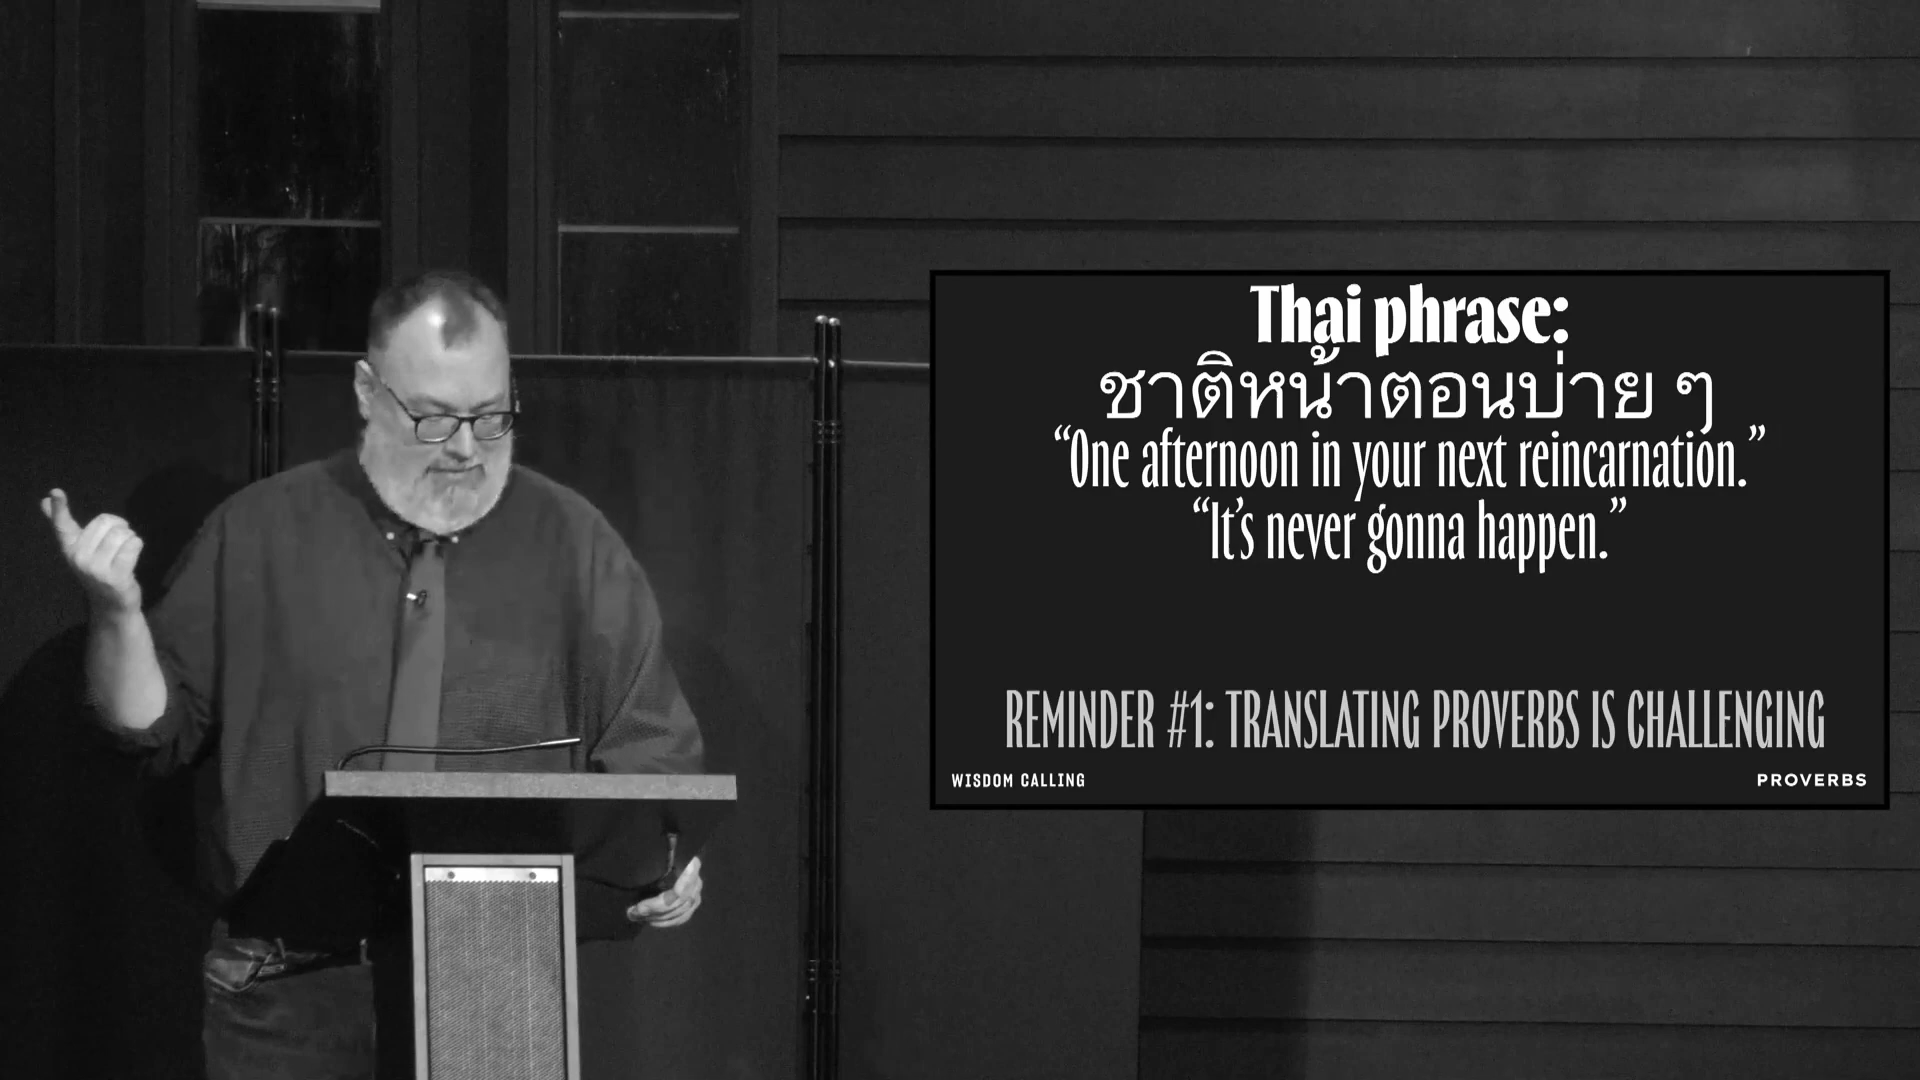 Thai phrase:
ชาติหน้าตอนบ่าย ๆ
“One afternoon in your next reincarnation.”
“It’s never gonna happen.”
REMINDER #1: TRANSLATING PROVERBS IS CHALLENGING
WISDOM CALLING
PROVERBS